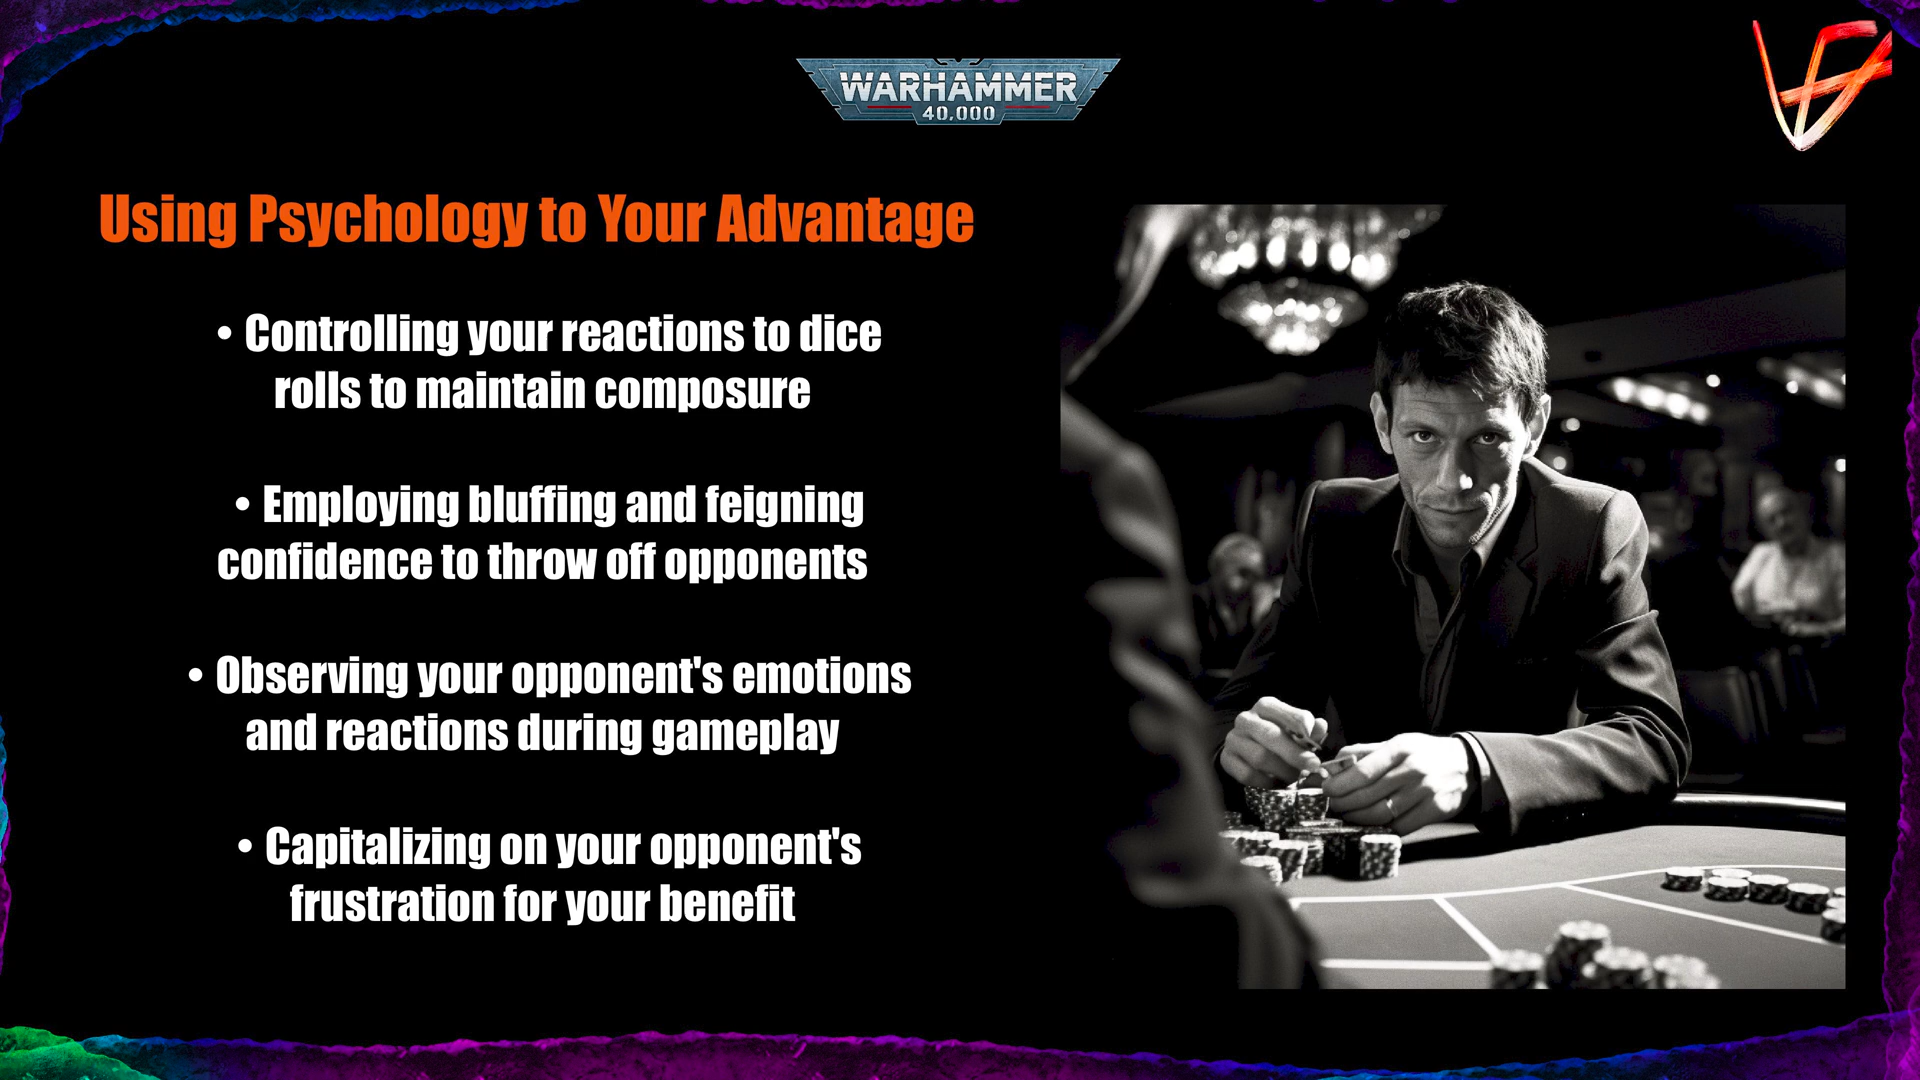 WARHAMMER
40,000
Using Psychology to Your Advantage
• Controlling your reactions to dice
rolls to maintain composure
• Employing bluffing and feigning
confidence to throw off opponents
• Observing your opponent's emotions
and reactions during gameplay
• Capitalizing on your opponent's
frustration for your benefit